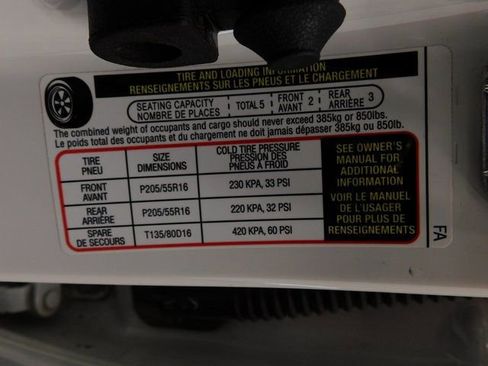 TIRE AND LOADING INFORMATION
RENSEIGNEMENTS SUR LES PNEUS ET LE CHARGEMENT
SEATING CAPACITY
NOMBRE DE PLACES
TOTAL 5
FRONT
AVANT 2
REAR
ARRIÈRE 3
The combined weight of occupants and cargo should never exceed 385kg or 850lbs.
Le poids total des occupants et du chargement ne doit jamais dépasser 385kg ou 850lb.
TIRE
PNEU
SIZE
DIMENSIONS
COLD TIRE PRESSURE
PRESSION DES
PNEUS À FROID
FRONT
AVANT
P205/55R16
230 KPA, 33 PSI
REAR
ARRIÈRE
P205/55R16
220 KPA, 32 PSI
SPARE
DE SECOURS
T135/80D16
420 KPA, 60 PSI
SEE OWNER'S
MANUAL FOR
ADDITIONAL
INFORMATION
VOIR LE MANUEL
DE L'USAGER
POUR PLUS DE
RENSEIGNEMENTS
FA